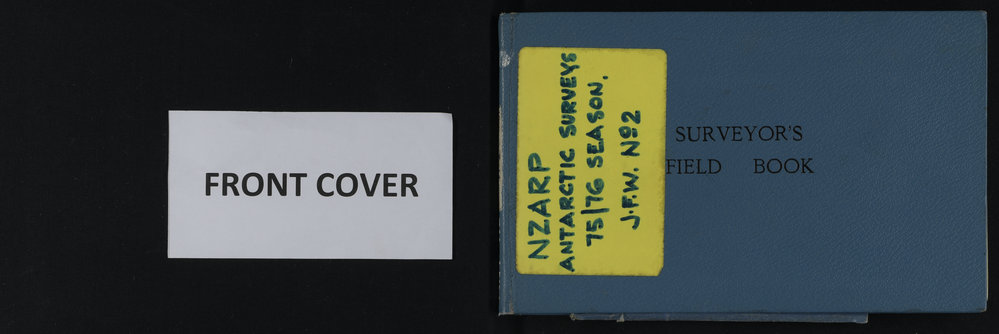 FRONT COVER
NZARP
ANTARCTIC SURVEYS
75/76 SEASON.
J.F.W. Nº2
SURVEYOR'S
FIELD BOOK